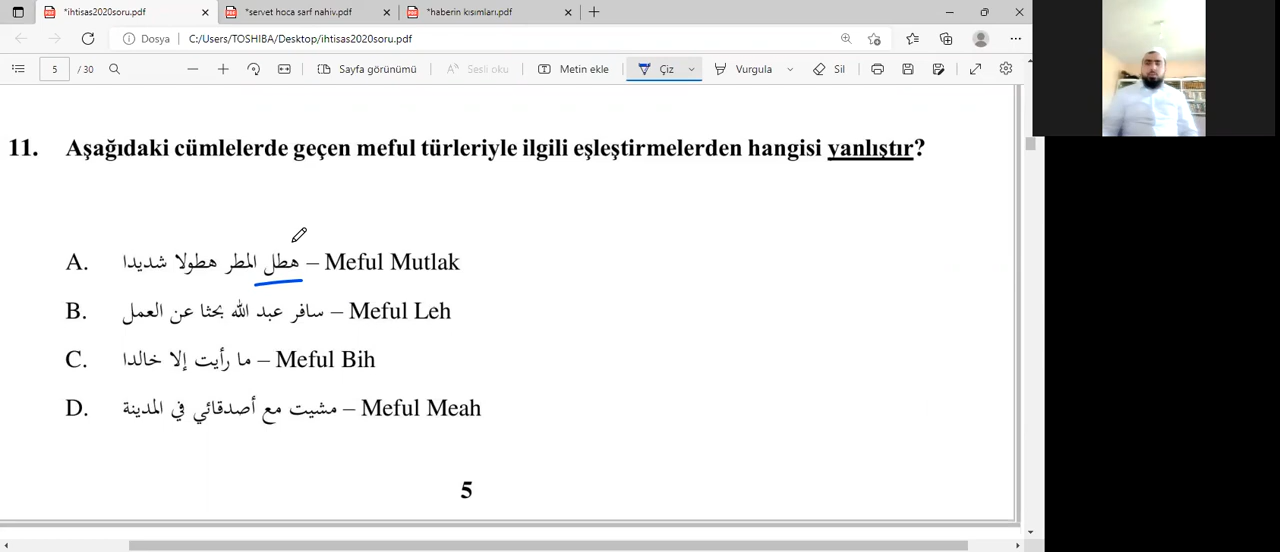 *ihtisas2020soru.pdf
*servet hoca sarf nahiv.pdf
*haberin kısımları.pdf
Dosya C:/Users/TOSHIBA/Desktop/ihtisas2020soru.pdf
5 / 30 Sayfa görünümü Sesli oku Metin ekle Çiz Vurgula Sil
11. Aşağıdaki cümlelerde geçen meful türleriyle ilgili eşleştirmelerden hangisi yanlıştır?
A. هطل المطر هطولا شديدا – Meful Mutlak
B. سافر عبد الله بحثا عن العمل – Meful Leh
C. ما رأيت إلا خالدا – Meful Bih
D. مشيت مع أصدقائي في المدينة – Meful Meah
5